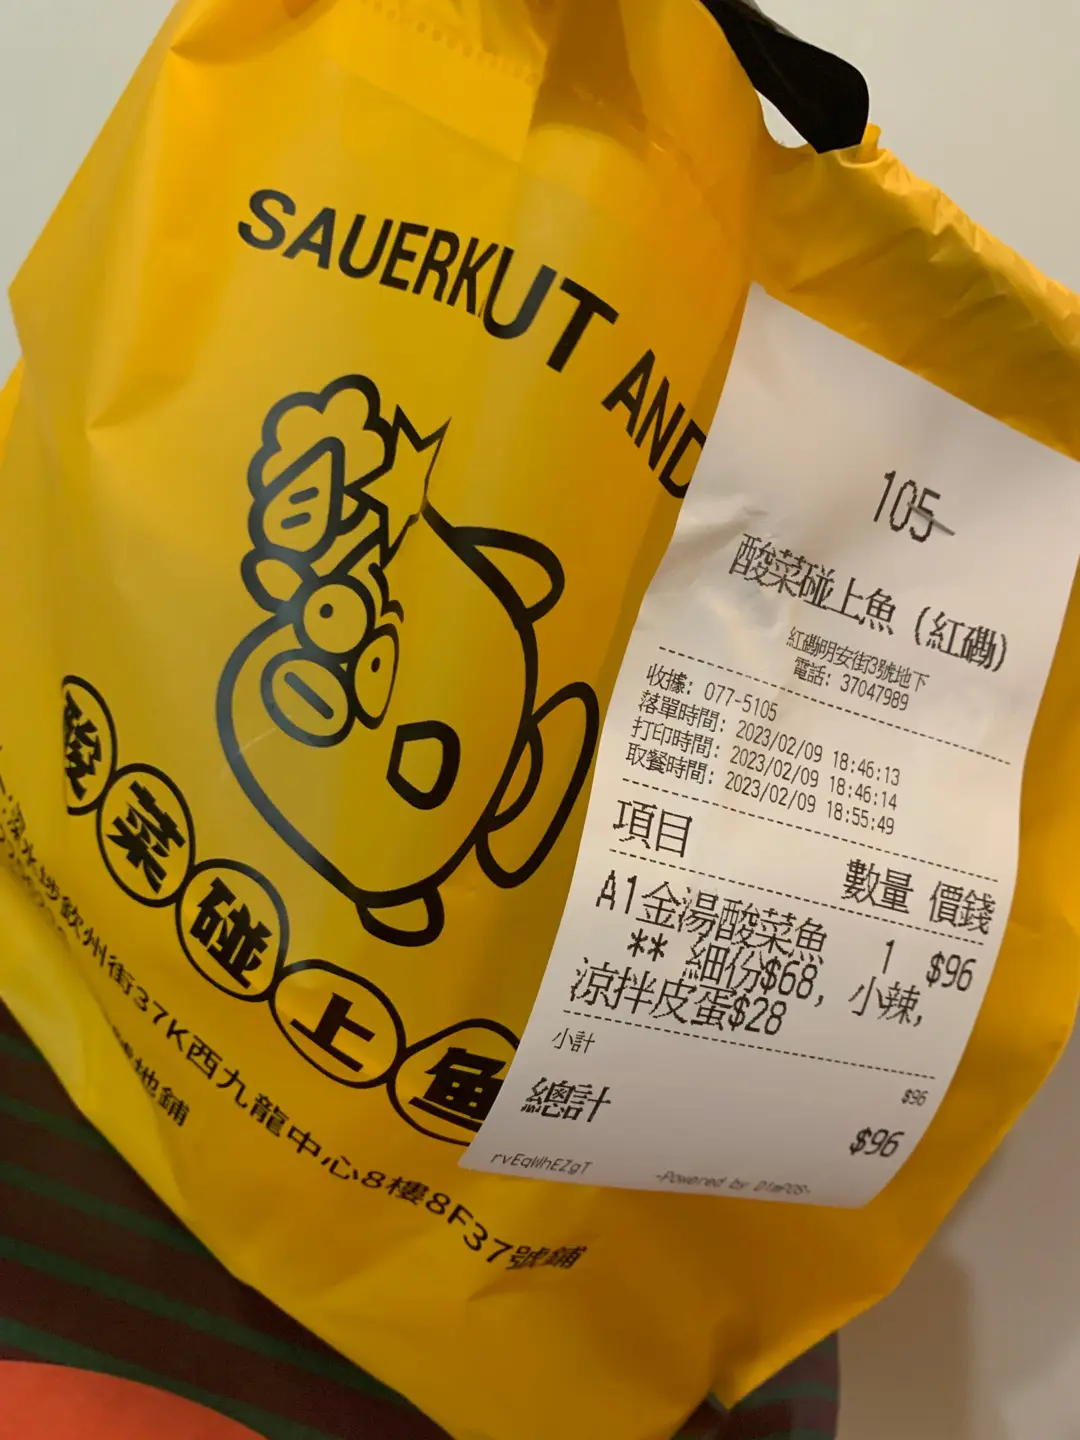 SAUERKUT AND
酸菜碰上魚
深水埗欽州街37K西九龍中心8樓8F37號鋪
地鋪
105
酸菜碰上魚 (紅磡)
紅磡明安街3號地下
電話: 37047989
收據: 077-5105
落單時間: 2023/02/09 18:46:13
打印時間: 2023/02/09 18:46:14
取餐時間: 2023/02/09 18:55:49
項目 數量 價錢
A1金湯酸菜魚 1 $96
** 細份$68, 小辣,
涼拌皮蛋$28
小計 $96
總計 $96
rvEqWhEZgT -Powered by DimPOS-